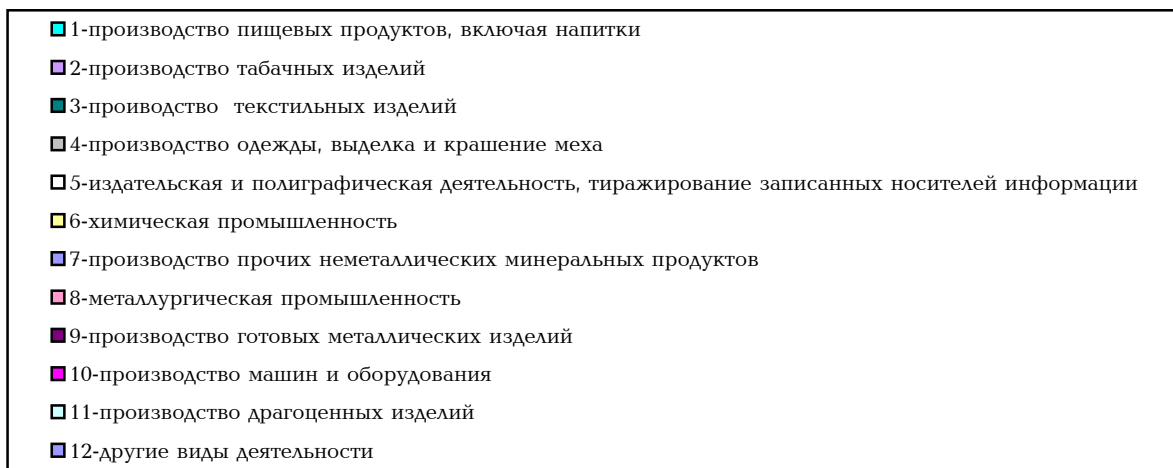 1-производство пищевых продуктов, включая напитки
2-производство табачных изделий
3-проиводство текстильных изделий
4-производство одежды, выделка и крашение меха
5-издательская и полиграфическая деятельность, тиражирование записанных носителей информации
6-химическая промышленность
7-производство прочих неметаллических минеральных продуктов
8-металлургическая промышленность
9-производство готовых металлических изделий
10-производство машин и оборудования
11-производство драгоценных изделий
12-другие виды деятельности